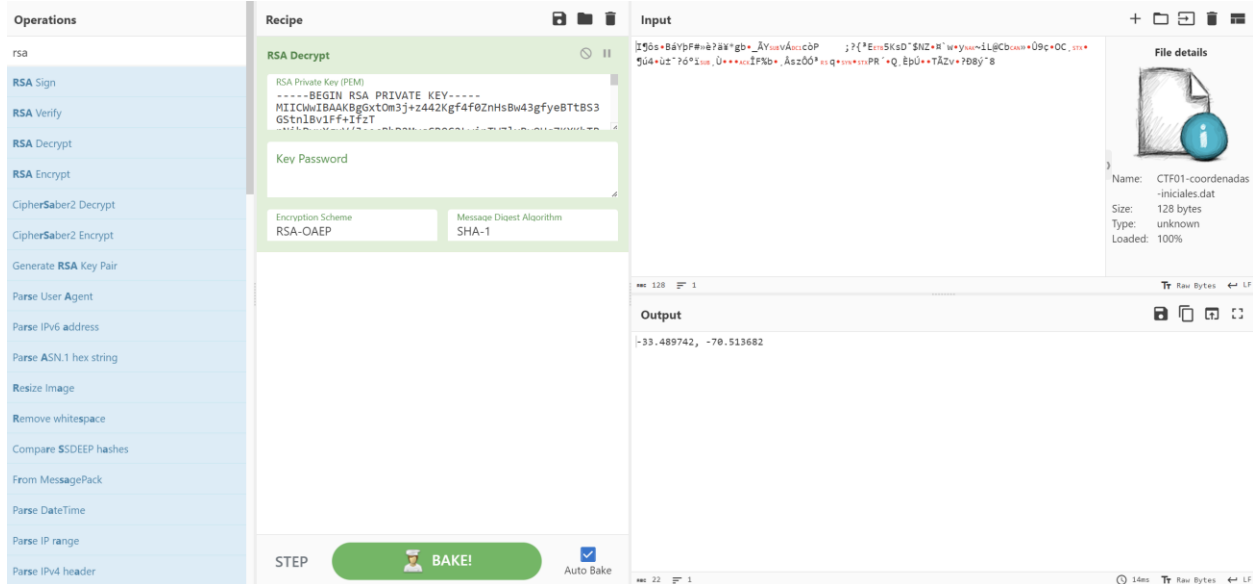 Operations
rsa
RSA Sign
RSA Verify
RSA Decrypt
RSA Encrypt
CipherSaber2 Decrypt
CipherSaber2 Encrypt
Generate RSA Key Pair
Parse User Agent
Parse IPv6 address
Parse ASN.1 hex string
Resize Image
Remove whitespace
Compare SSDEEP hashes
From MessagePack
Parse DateTime
Parse IP range
Parse IPv4 header
Recipe
RSA Decrypt
RSA Private Key (PEM)
-----BEGIN RSA PRIVATE KEY-----
Key Password
Encryption Scheme
RSA-OAEP
Message Digest Algorithm
SHA-1
STEP
BAKE!
Auto Bake
Input
File details
Name: CTF01-coordenadas
-iniciales.dat
Size: 128 bytes
Type: unknown
Loaded: 100%
128 1
Raw Bytes LF
Output
-33.489742, -70.513682
22 1
14ms Raw Bytes LF